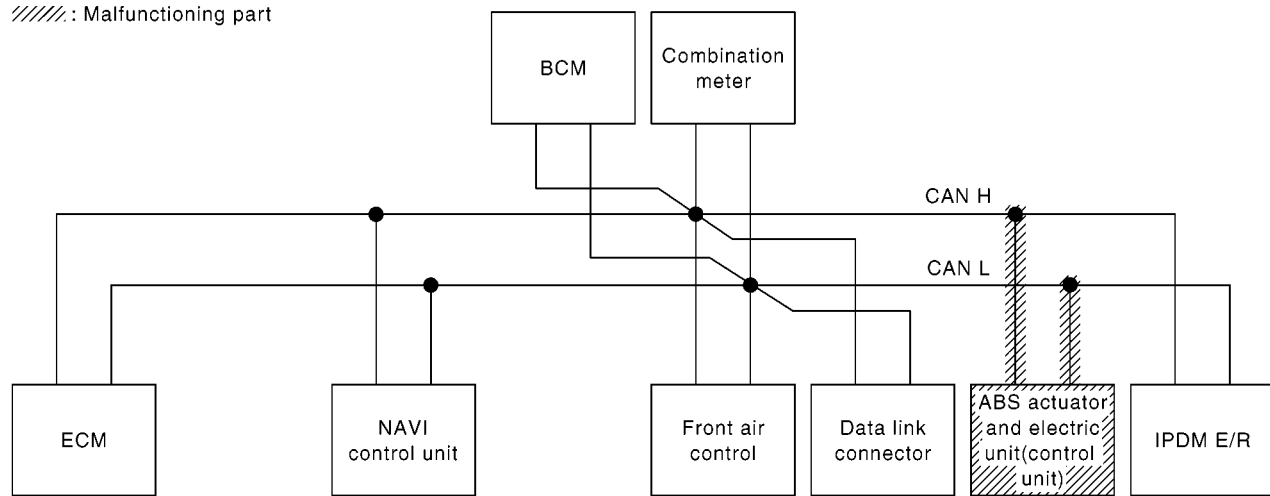 : Malfunctioning part
BCM
Combination
meter
CAN H
CAN L
ECM
NAVI
control unit
Front air
control
Data link
connector
ABS actuator
and electric
unit(control
unit)
IPDM E/R